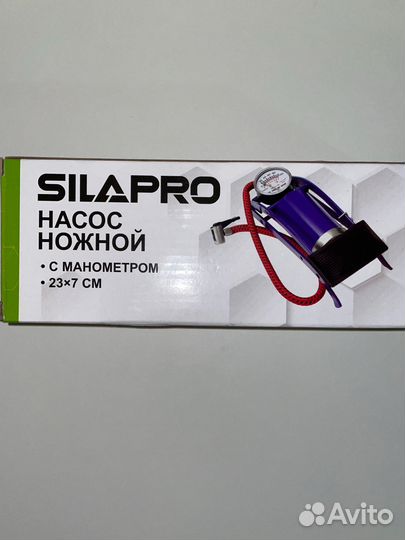 SILAPRO
НАСОС
НОЖНОЙ
• С МАНОМЕТРОМ
• 23×7 СМ
Avito